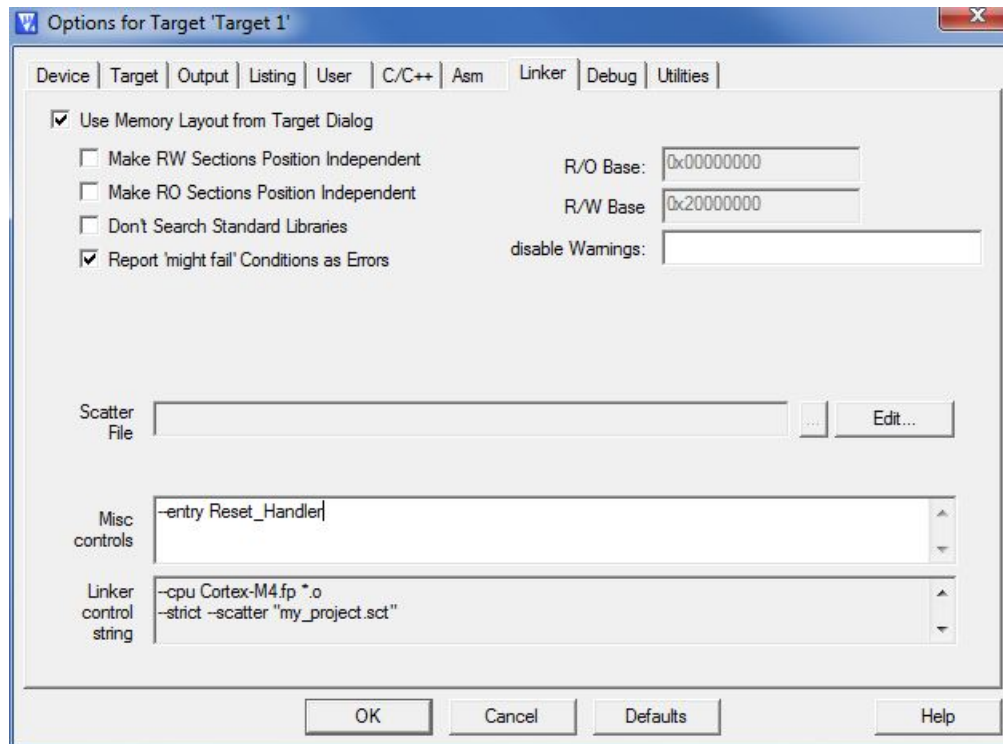 Options for Target 'Target 1'
Device Target Output Listing User C/C++ Asm Linker Debug Utilities
Use Memory Layout from Target Dialog
Make RW Sections Position Independent
Make RO Sections Position Independent
Don't Search Standard Libraries
Report 'might fail' Conditions as Errors
R/O Base: 0x00000000
R/W Base 0x20000000
disable Warnings:
Scatter
File
... Edit...
Misc
controls
--entry Reset_Handler
Linker
control
string
--cpu Cortex-M4.fp *.o
--strict --scatter "my_project.sct"
OK Cancel Defaults Help